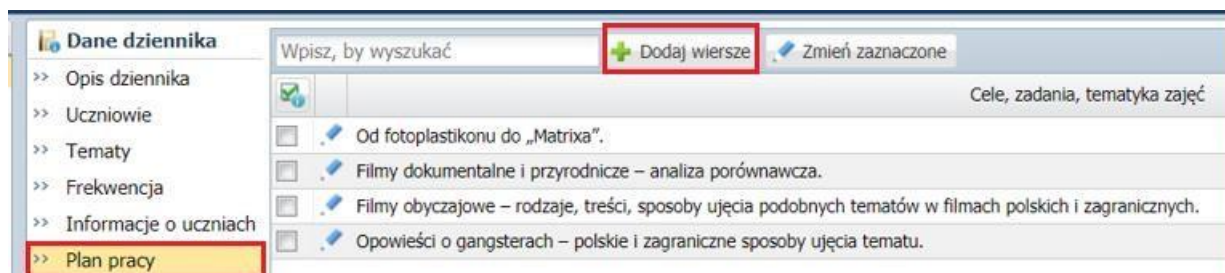 Dane dziennika
>> Opis dziennika
>> Uczniowie
>> Tematy
>> Frekwencja
>> Informacje o uczniach
>> Plan pracy
Wpisz, by wyszukać Dodaj wiersze Zmień zaznaczone
Cele, zadania, tematyka zajęć
Od fotoplastikonu do „Matrixa”.
Filmy dokumentalne i przyrodnicze – analiza porównawcza.
Filmy obyczajowe – rodzaje, treści, sposoby ujęcia podobnych tematów w filmach polskich i zagranicznych.
Opowieści o gangsterach – polskie i zagraniczne sposoby ujęcia tematu.